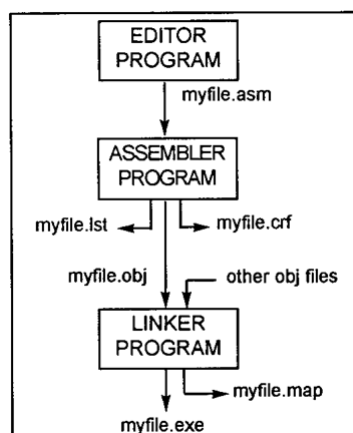 EDITOR
PROGRAM
myfile.asm
ASSEMBLER
PROGRAM
myfile.lst
myfile.crf
myfile.obj
other obj files
LINKER
PROGRAM
myfile.map
myfile.exe